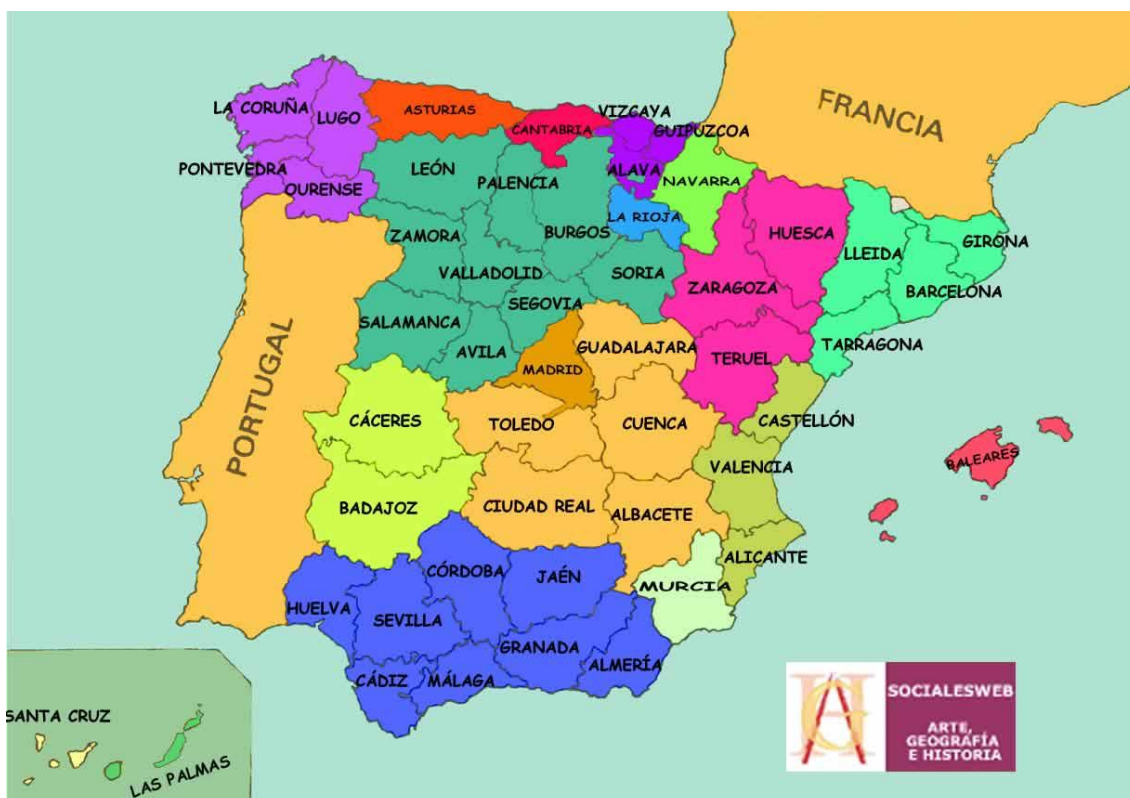 FRANCIA
LA CORUÑA
LUGO
ASTURIAS
CANTABRIA
VIZCAYA
GUIPUZCOA
PONTEVEDRA
OURENSE
LEÓN
PALENCIA
ALAVA
NAVARRA
BURGOS
LA RIOJA
HUESCA
LLEIDA
GIRONA
ZAMORA
VALLADOLID
SORIA
ZARAGOZA
BARCELONA
SEGOVIA
SALAMANCA
AVILA
MADRID
GUADALAJARA
TERUEL
TARRAGONA
PORTUGAL
CÁCERES
TOLEDO
CUENCA
CASTELLÓN
BALEARES
VALENCIA
BADAJOZ
CIUDAD REAL
ALBACETE
ALICANTE
CÓRDOBA
JAÉN
MURCIA
HUELVA
SEVILLA
GRANADA
ALMERÍA
CÁDIZ
MÁLAGA
SANTA CRUZ
LAS PALMAS
SOCIALESWEB
ARTE,
GEOGRAFÍA
E HISTORIA